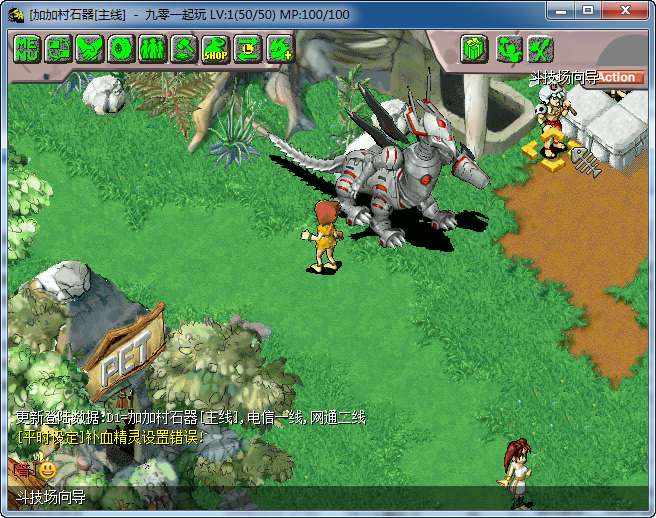 [加加村石器[主线] - 九零一起玩 LV:1(50/50) MP:100/100
MENU
SHOP
L
斗技场向导
Action
PET
更新登陆数据:D1-加加村石器[主线],电信一线,网通二线
[平时设定]补血精灵设置错误!
[普]
斗技场向导